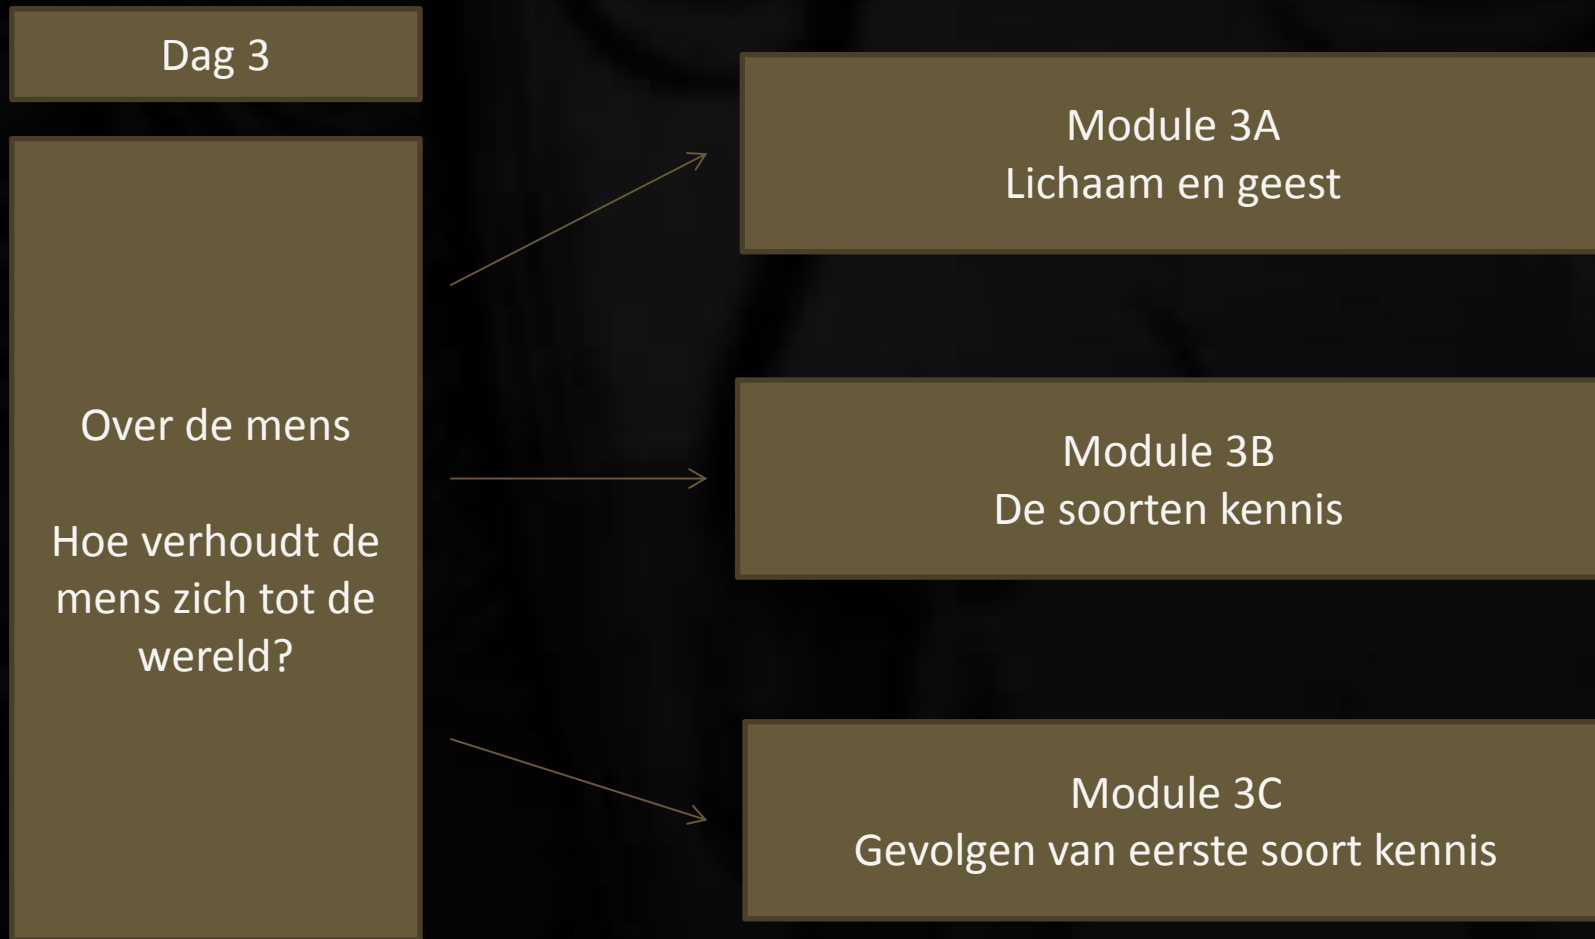 Dag 3
Over de mens
Hoe verhoudt de
mens zich tot de
wereld?
Module 3A
Lichaam en geest
Module 3B
De soorten kennis
Module 3C
Gevolgen van eerste soort kennis